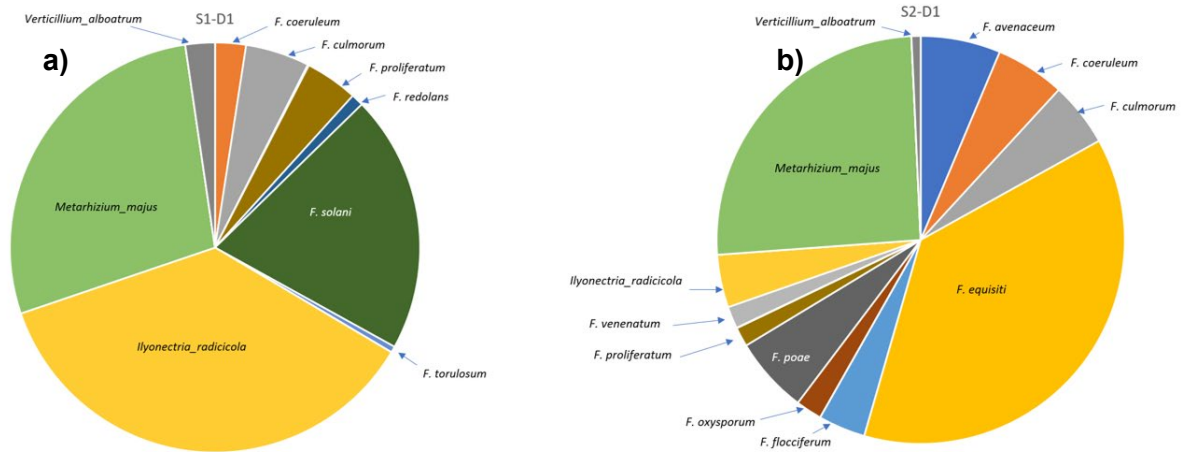 a)
S1-D1
Verticillium_alboatrum
F. coeruleum
F. culmorum
F. proliferatum
F. redolans
F. solani
F. torulosum
Ilyonectria_radicicola
Metarhizium_majus
b)
S2-D1
Verticillium_alboatrum
F. avenaceum
F. coeruleum
F. culmorum
F. equisiti
F. flocciferum
F. oxysporum
F. poae
F. proliferatum
F. venenatum
Ilyonectria_radicicola
Metarhizium_majus